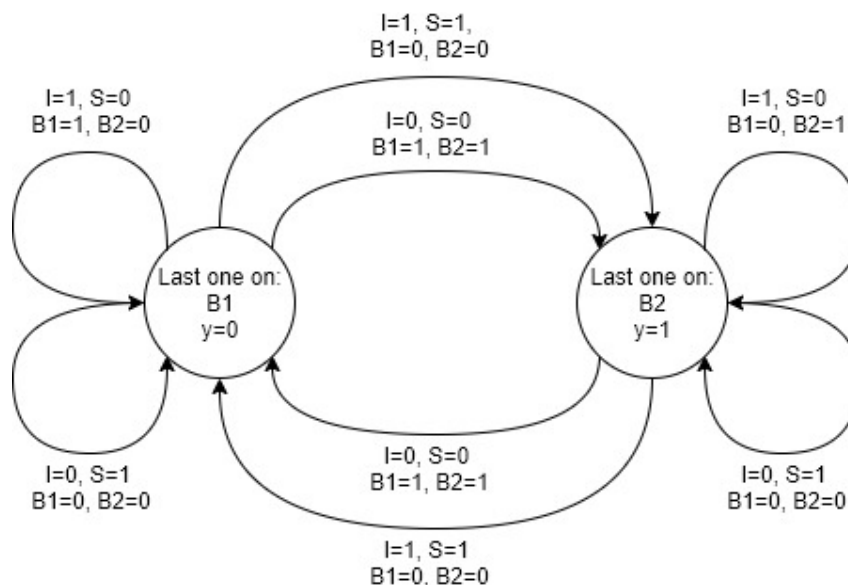 I=1, S=1,
B1=0, B2=0
I=1, S=0
B1=1, B2=0
I=0, S=0
B1=1, B2=1
I=1, S=0
B1=0, B2=1
Last one on:
B1
y=0
Last one on:
B2
y=1
I=0, S=1
B1=0, B2=0
I=0, S=0
B1=1, B2=1
I=0, S=1
B1=0, B2=0
I=1, S=1
B1=0, B2=0